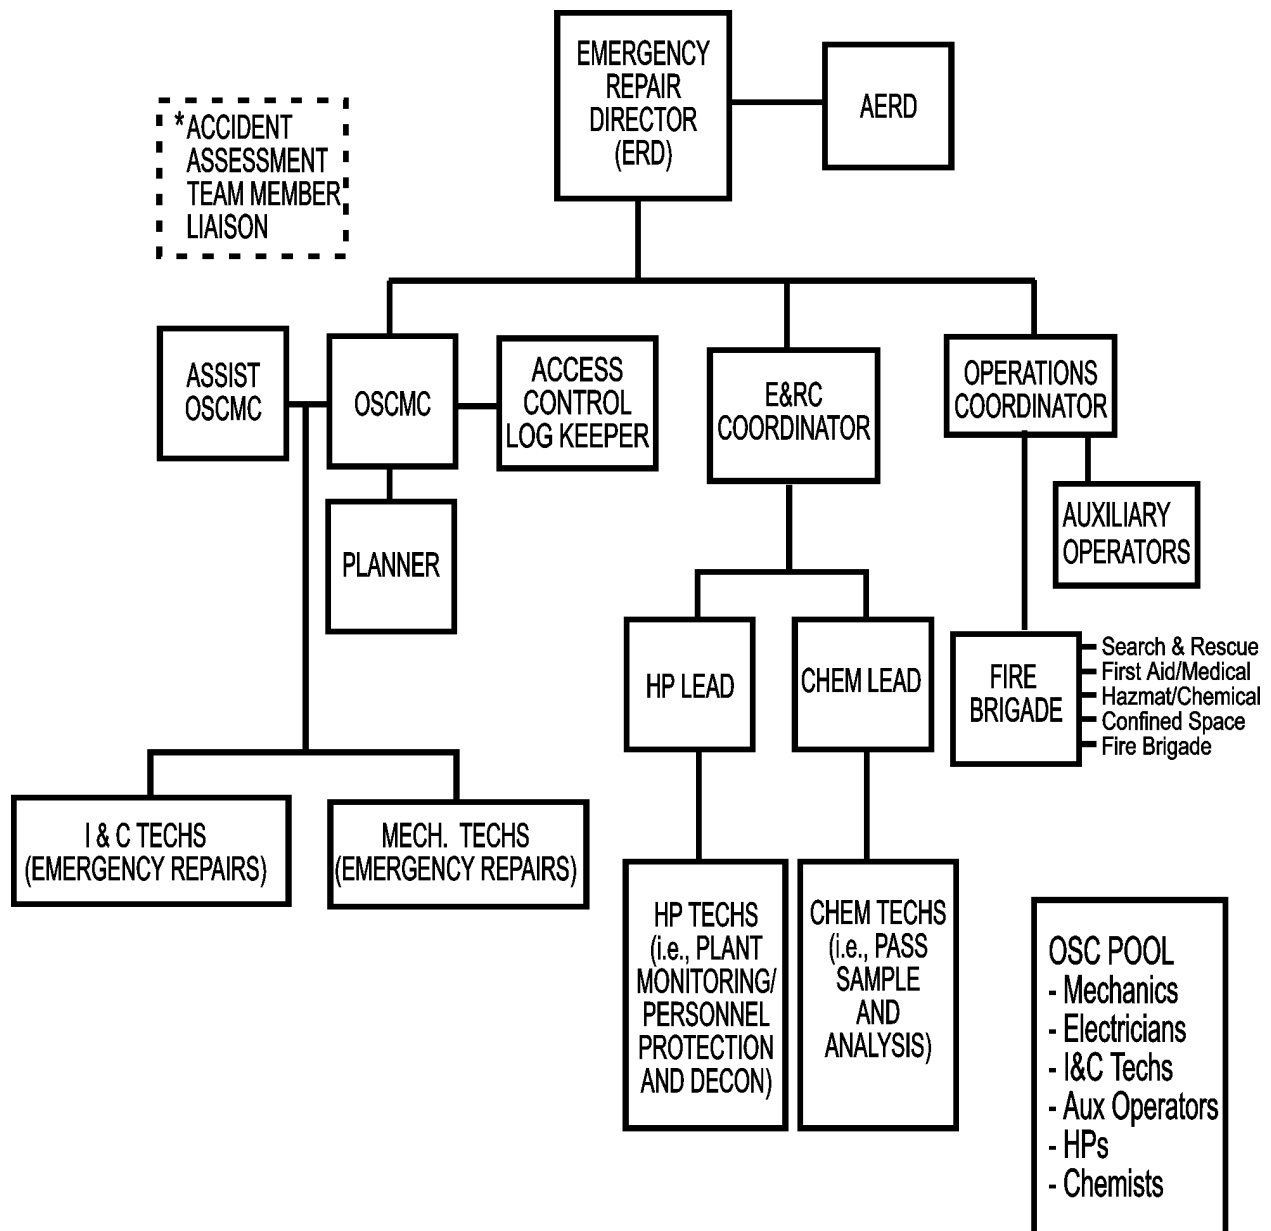 EMERGENCY
REPAIR
DIRECTOR
(ERD)
AERD
*ACCIDENT
ASSESSMENT
TEAM MEMBER
LIAISON
ASSIST
OSCMC
OSCMC
ACCESS
CONTROL
LOG KEEPER
E&RC
COORDINATOR
OPERATIONS
COORDINATOR
PLANNER
AUXILIARY
OPERATORS
HP LEAD
CHEM LEAD
FIRE
BRIGADE
Search & Rescue
First Aid/Medical
Hazmat/Chemical
Confined Space
Fire Brigade
I & C TECHS
(EMERGENCY REPAIRS)
MECH. TECHS
(EMERGENCY REPAIRS)
HP TECHS
(i.e., PLANT
MONITORING/
PERSONNEL
PROTECTION
AND DECON)
CHEM TECHS
(i.e., PASS
SAMPLE
AND
ANALYSIS)
OSC POOL
- Mechanics
- Electricians
- I&C Techs
- Aux Operators
- HPs
- Chemists